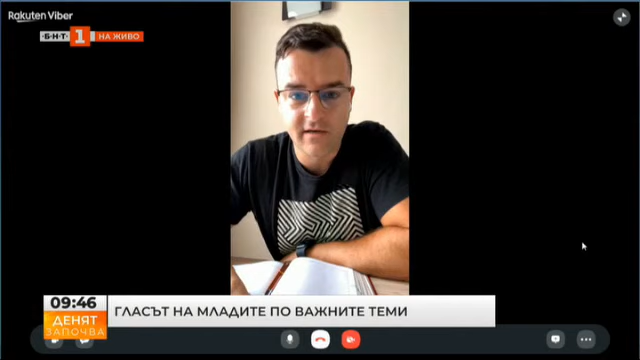 Rakuten Viber
БНТ 1 НА ЖИВО
09:46
ГЛАСЪТ НА МЛАДИТЕ ПО ВАЖНИТЕ ТЕМИ
ДЕНЯТ
ЗАПОЧВА